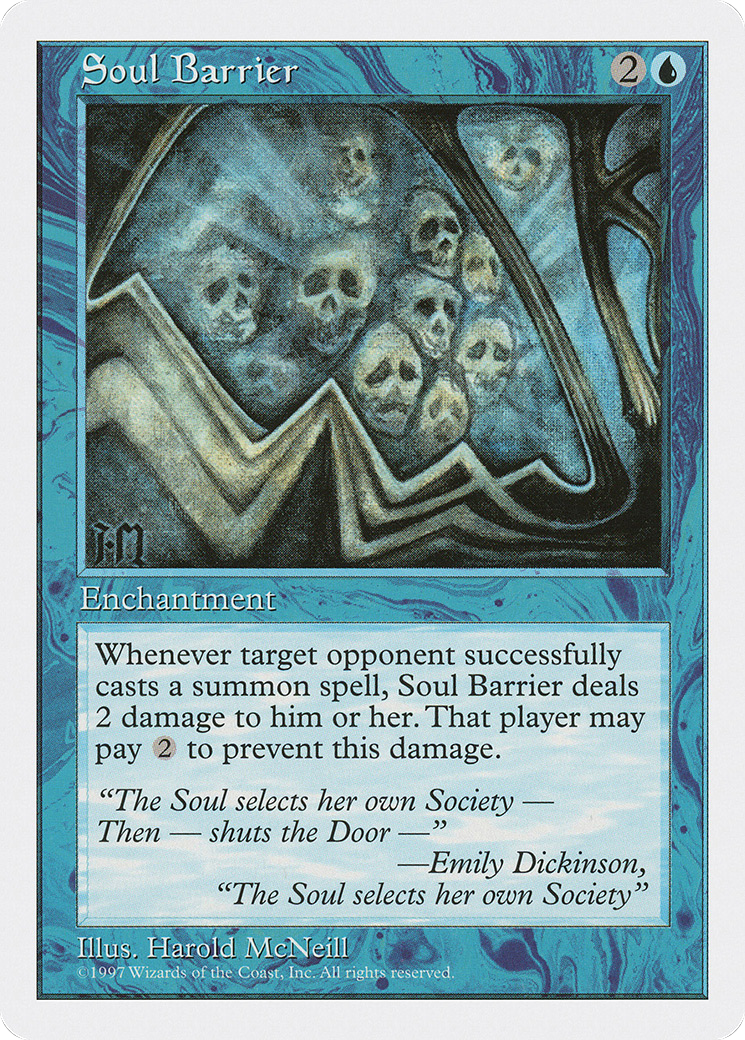 Soul Barrier 2
HM
Enchantment
Whenever target opponent successfully
casts a summon spell, Soul Barrier deals
2 damage to him or her. That player may
pay 2 to prevent this damage.
“The Soul selects her own Society —
Then — shuts the Door —”
—Emily Dickinson,
“The Soul selects her own Society”
Illus. Harold McNeill
©1997 Wizards of the Coast, Inc. All rights reserved.